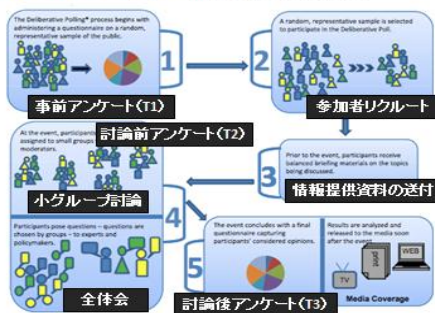 The Deliberative Polling® process begins with
administering a questionnaire on a random,
representative sample of the public.
1
事前アンケート(T1)
2
A random, representative sample is selected
to participate in the Deliberative Poll.
参加者リクルート
3
Prior to the event, participants receive
balanced briefing materials on the topics
being discussed.
情報提供資料の送付
At the event, participants
assigned to small groups
moderators.
討論前アンケート(T2)
小グループ討論
4
Participants pose questions – questions are
chosen by groups – to experts and
policymakers.
全体会
5
The event concludes with a final
questionnaire capturing
participants' considered opinions.
討論後アンケート(T3)
Results are analyzed and
released to the media soon
after the event.
TV
print
WEB
Media Coverage